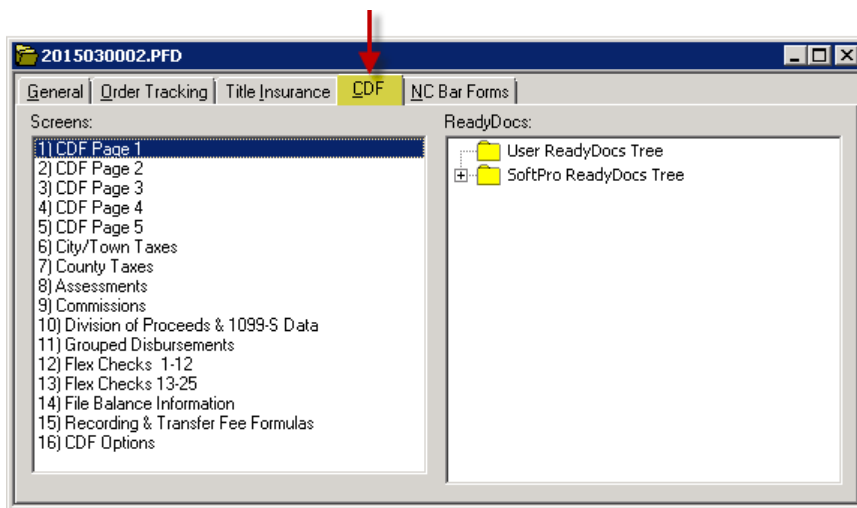 2015030002.PFD
General Order Tracking Title Insurance CDF NC Bar Forms
Screens:
1) CDF Page 1
2) CDF Page 2
3) CDF Page 3
4) CDF Page 4
5) CDF Page 5
6) City/Town Taxes
7) County Taxes
8) Assessments
9) Commissions
10) Division of Proceeds & 1099-S Data
11) Grouped Disbursements
12) Flex Checks 1-12
13) Flex Checks 13-25
14) File Balance Information
15) Recording & Transfer Fee Formulas
16) CDF Options
ReadyDocs:
User ReadyDocs Tree
SoftPro ReadyDocs Tree